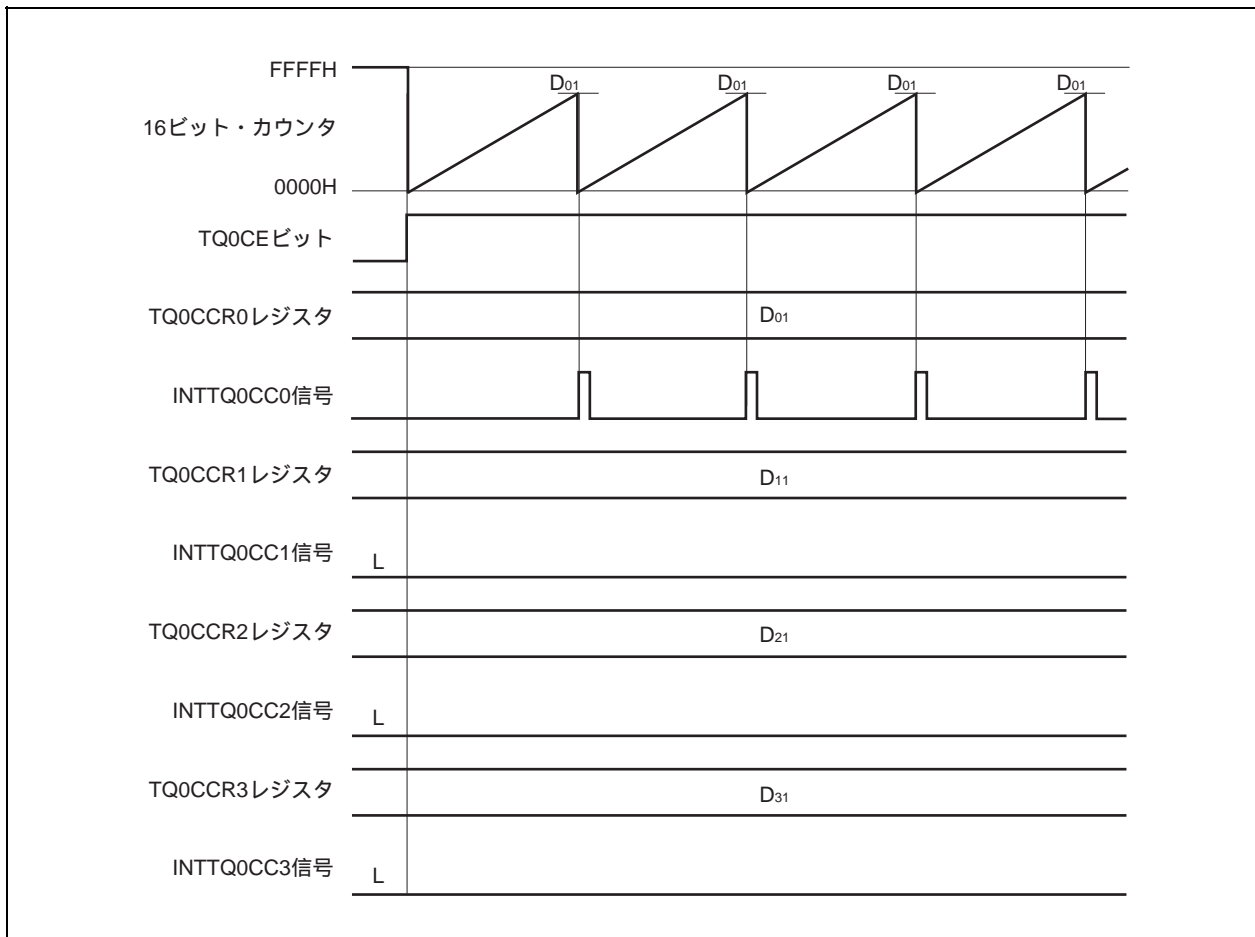 FFFFH
D01 D01 D01 D01
16ビット・カウンタ
0000H
TQ0CEビット
TQ0CCR0レジスタ D01
INTTQ0CC0信号
TQ0CCR1レジスタ D11
INTTQ0CC1信号 L
TQ0CCR2レジスタ D21
INTTQ0CC2信号 L
TQ0CCR3レジスタ D31
INTTQ0CC3信号 L